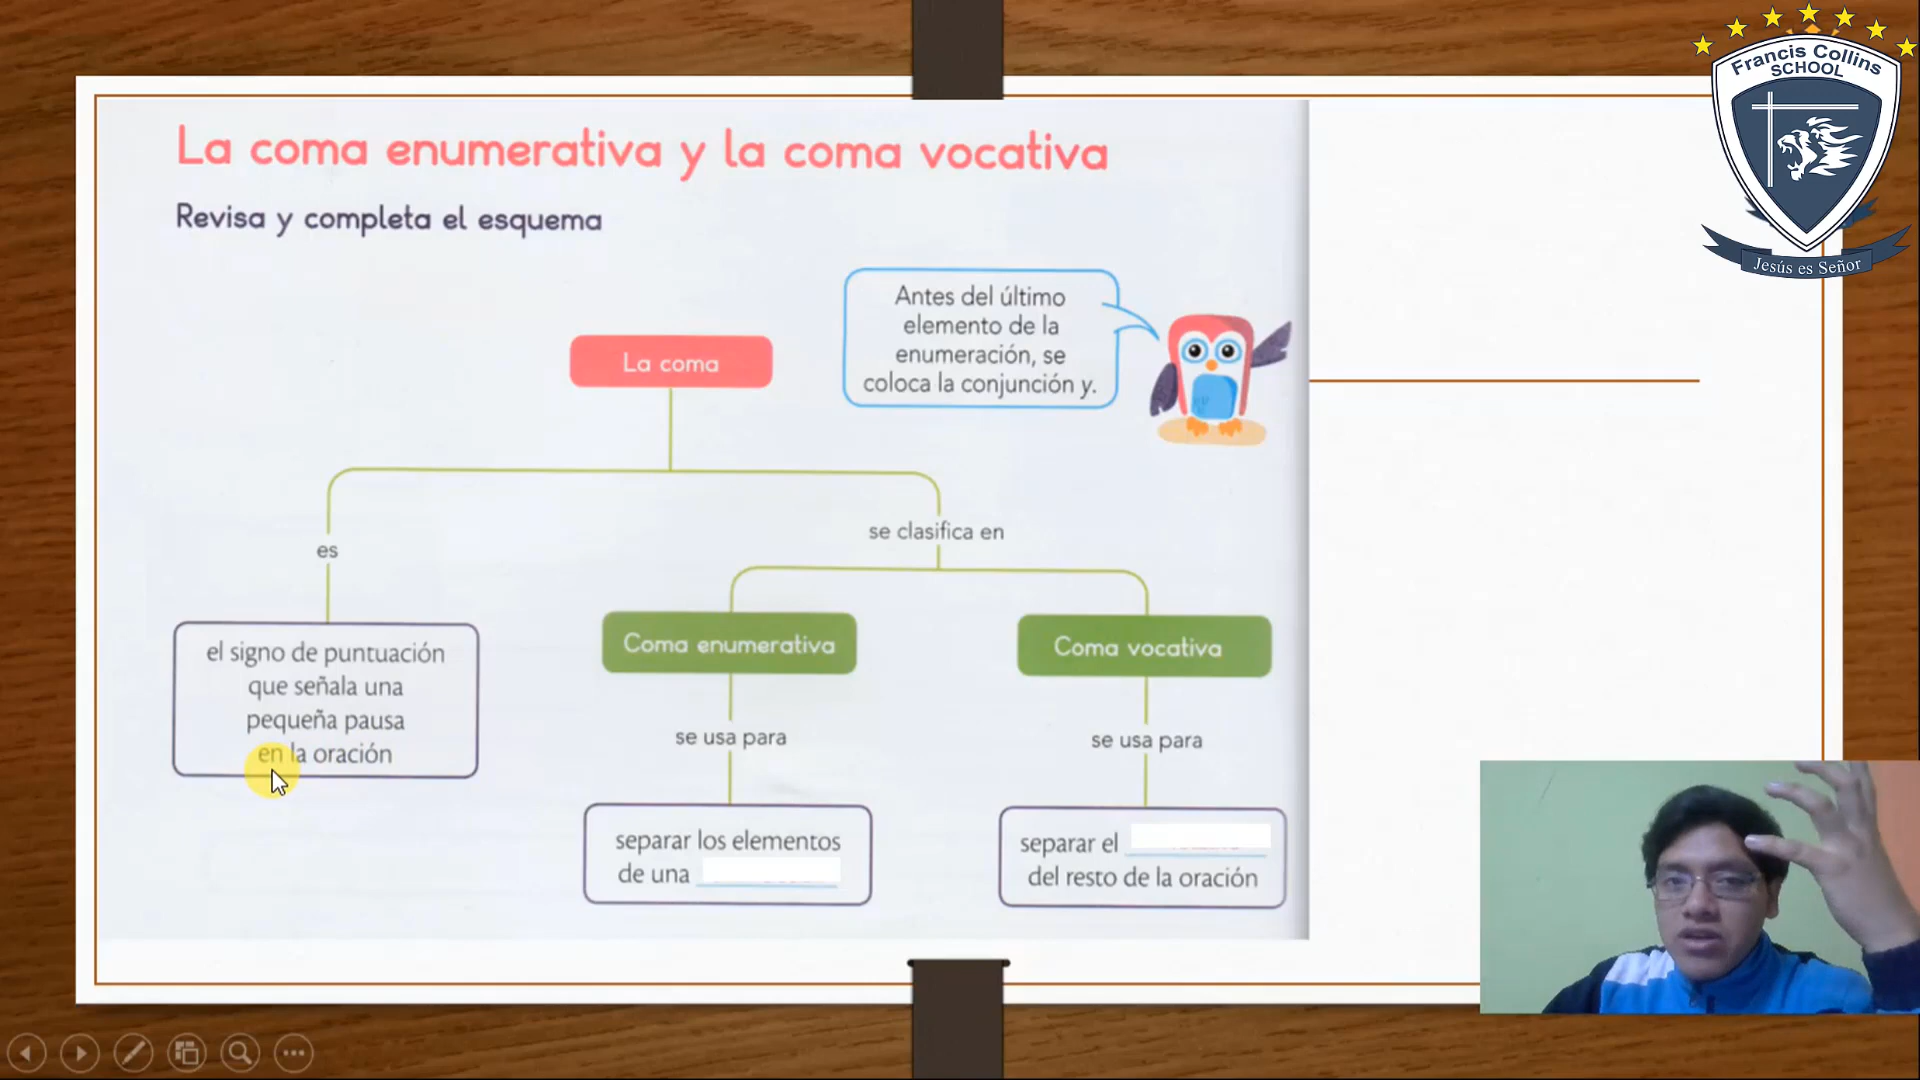 Francis Collins
SCHOOL
Jesús es Señor
La coma enumerativa y la coma vocativa
Revisa y completa el esquema
Antes del último
elemento de la
enumeración, se
coloca la conjunción y.
La coma
es
se clasifica en
el signo de puntuación
que señala una
pequeña pausa
en la oración
Coma enumerativa
se usa para
separar los elementos
de una
Coma vocativa
se usa para
separar el
del resto de la oración